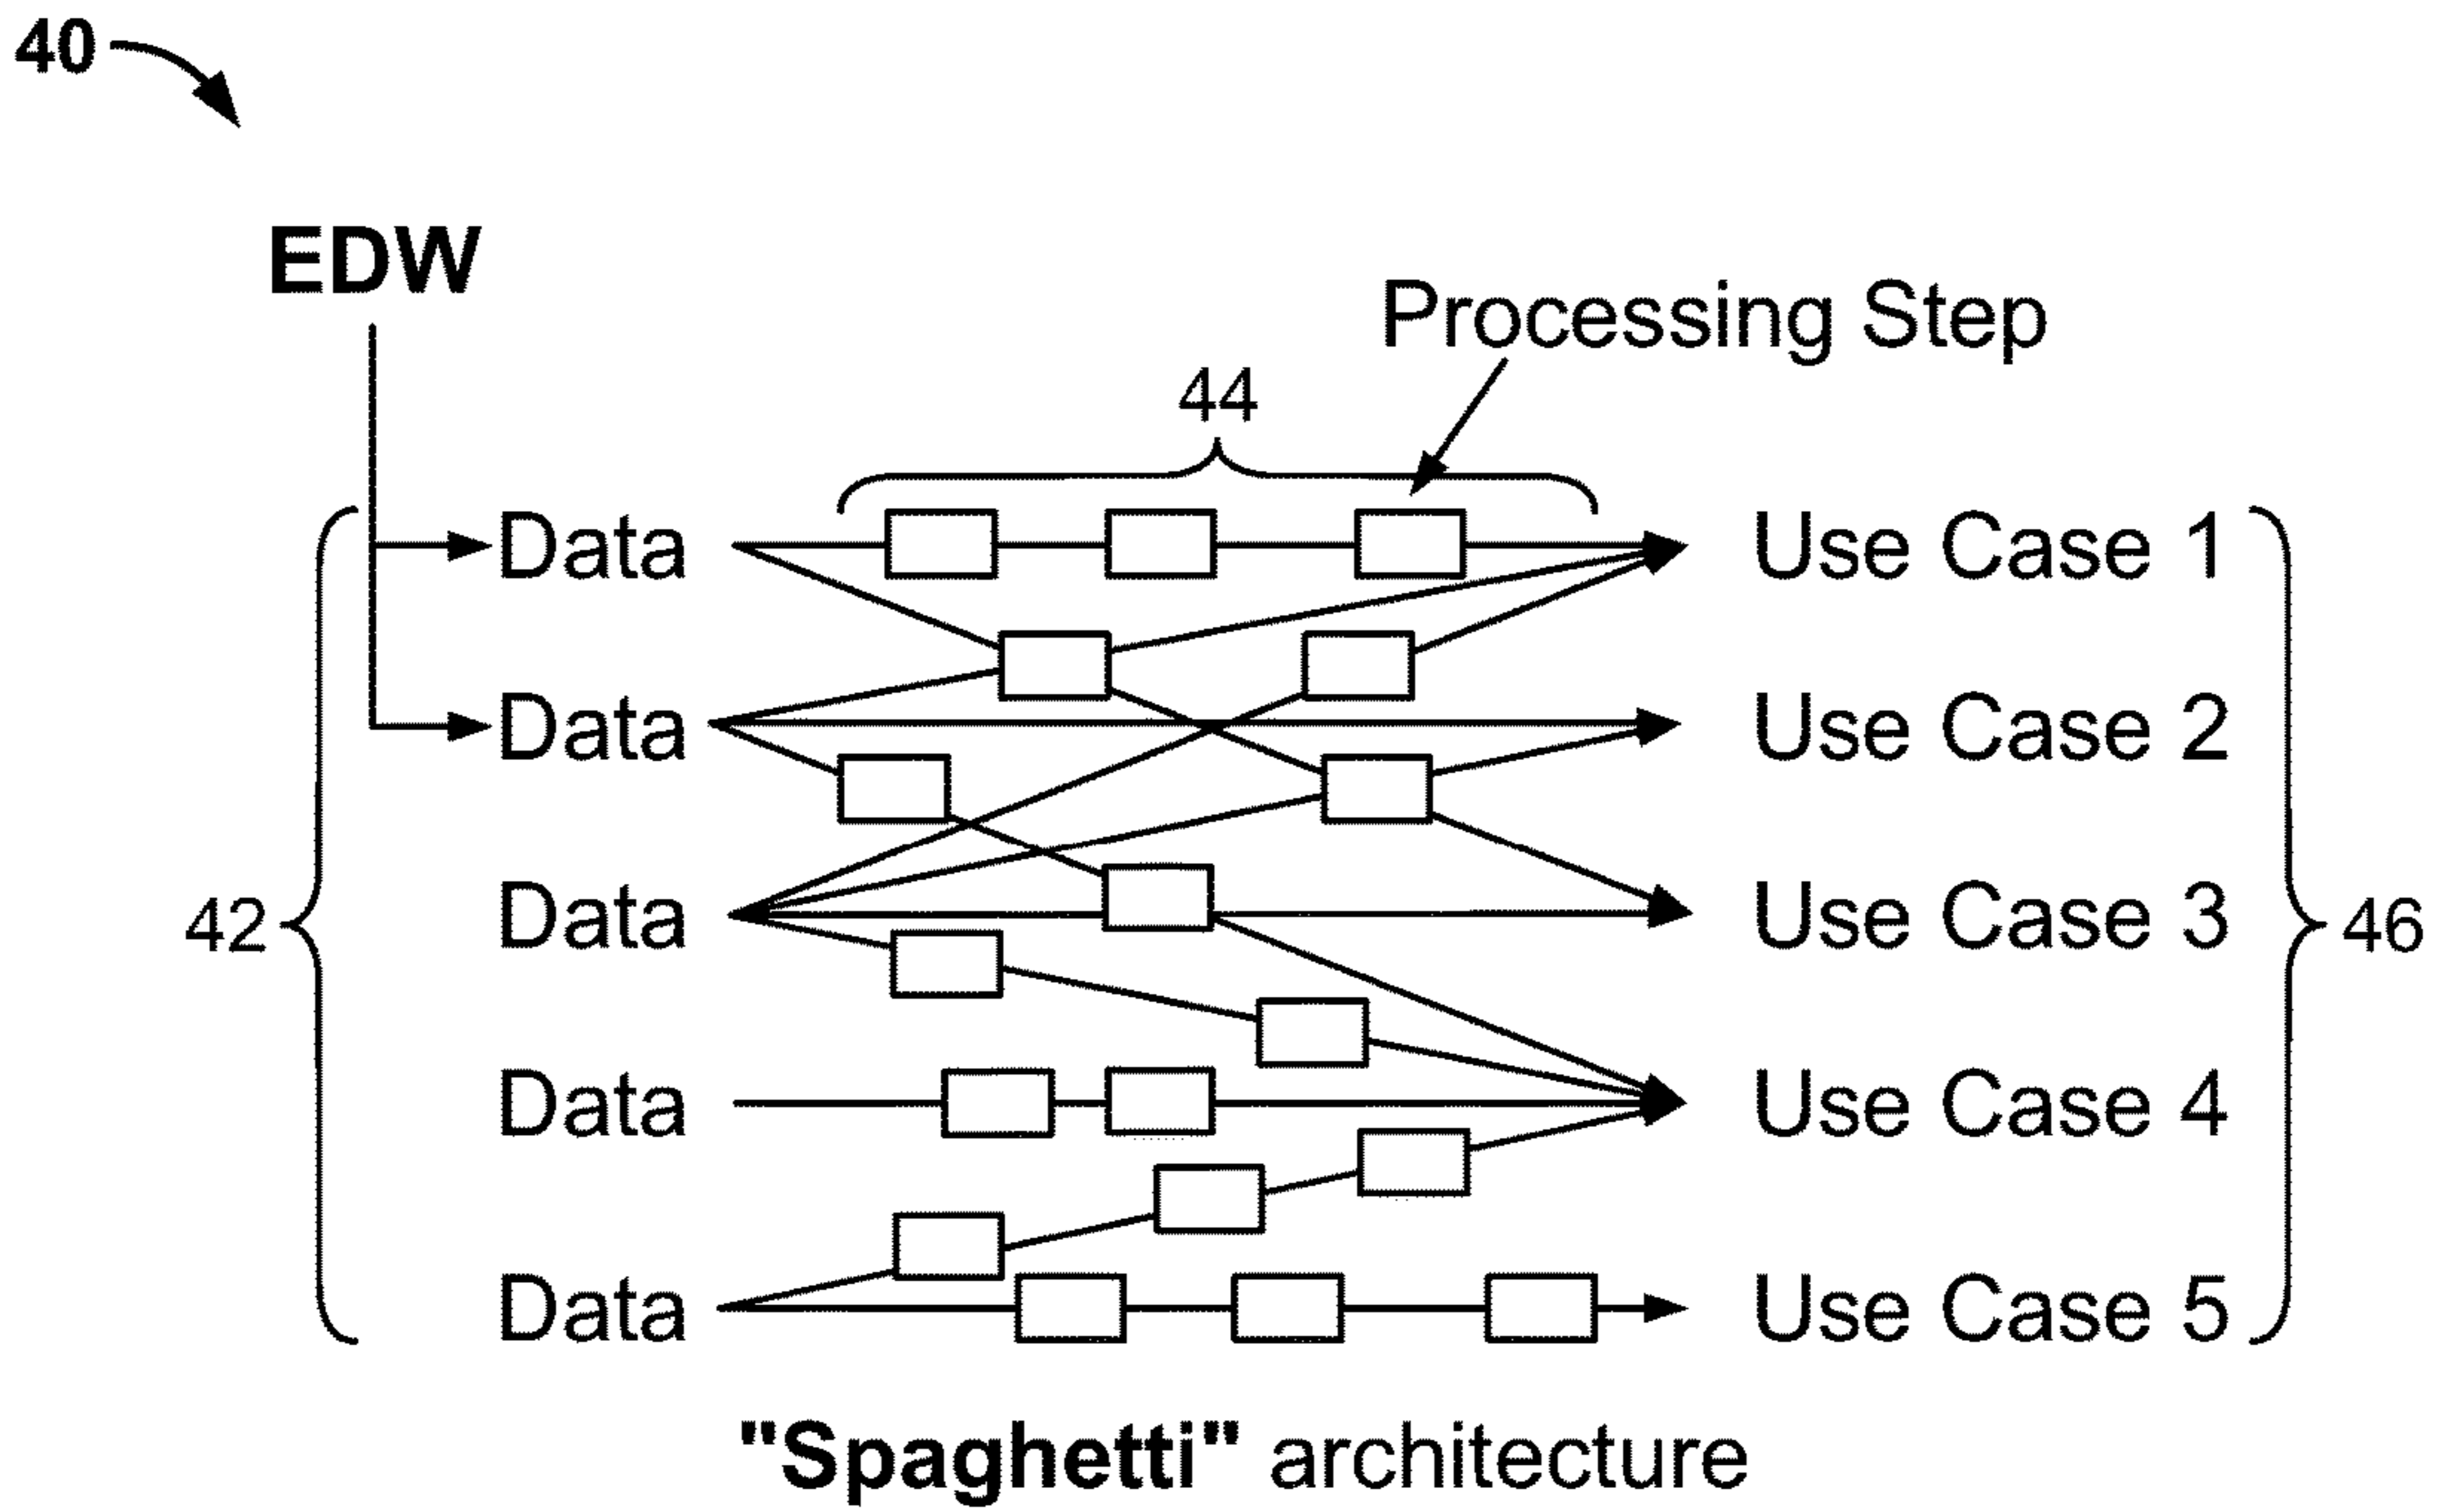 40
EDW
Processing Step
44
Data Use Case 1
Data Use Case 2
Data Use Case 3
42 46
Data Use Case 4
Data Use Case 5
"Spaghetti" architecture